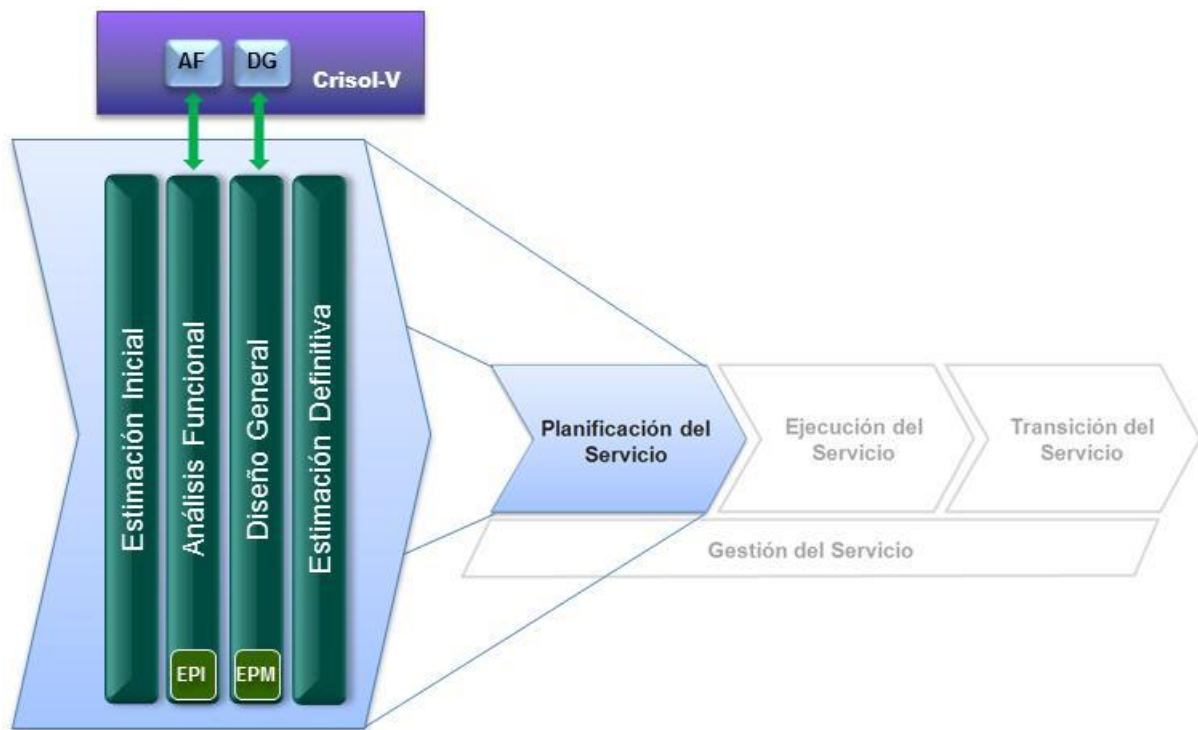 AF
DG
Crisol-V
Estimación Inicial
Análisis Funcional
Diseño General
Estimación Definitiva
EPI
EPM
Planificación del
Servicio
Ejecución del
Servicio
Transición del
Servicio
Gestión del Servicio